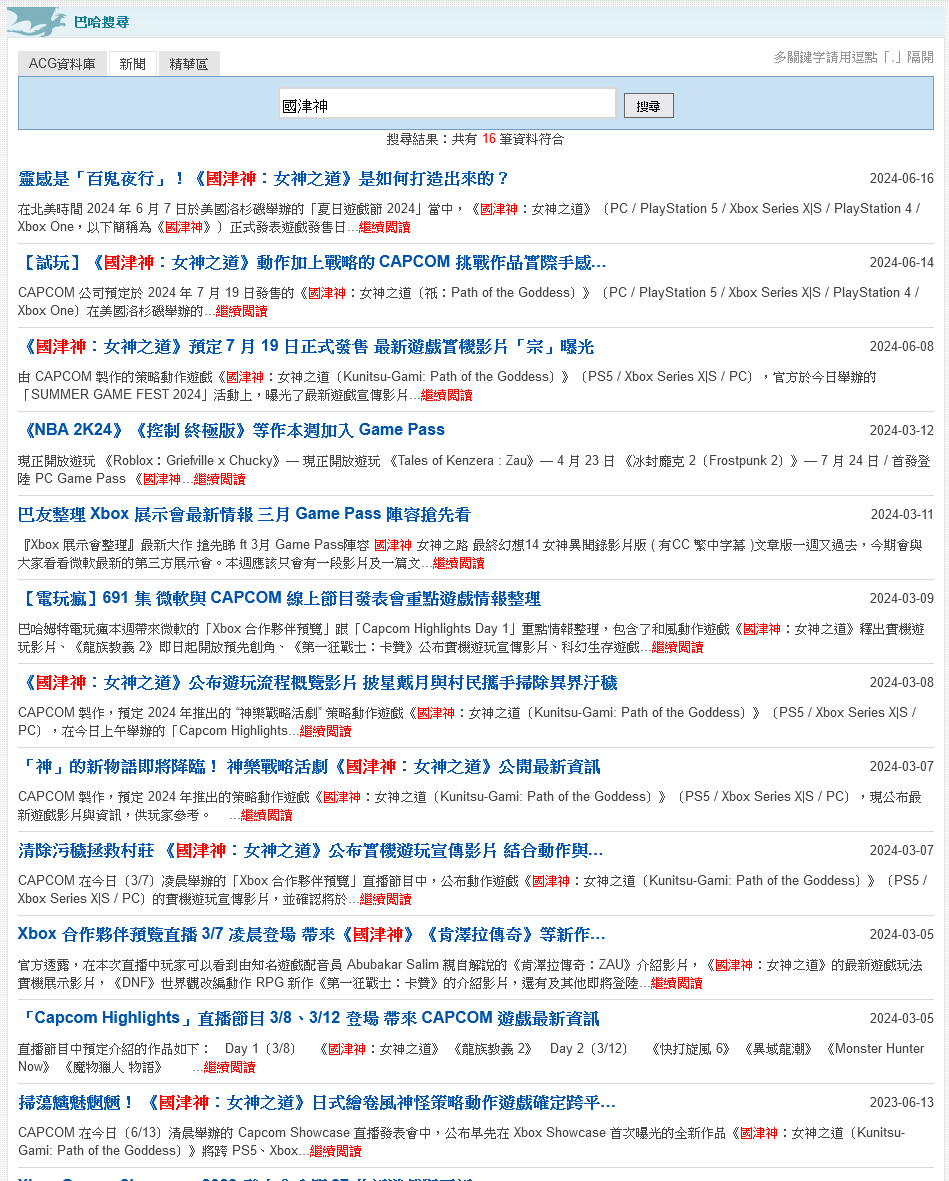 巴哈搜尋
ACG資料庫 新聞 精華區 多關鍵字請用逗點「,」隔開
國津神 搜尋
搜尋結果：共有 16 筆資料符合
靈感是「百鬼夜行」！《國津神：女神之道》是如何打造出來的？ 2024-06-16
在北美時間 2024 年 6 月 7 日於美國洛杉磯舉辦的「夏日遊戲節 2024」當中，《國津神：女神之道》〔PC / PlayStation 5 / Xbox Series X|S / PlayStation 4 /
Xbox One，以下簡稱為《國津神》〕正式發表遊戲發售日...繼續閱讀
【試玩】《國津神：女神之道》動作加上戰略的 CAPCOM 挑戰作品實際手感... 2024-06-14
CAPCOM 公司預定於 2024 年 7 月 19 日發售的《國津神：女神之道〔祇：Path of the Goddess〕》〔PC / PlayStation 5 / Xbox Series X|S / PlayStation 4 /
Xbox One〕在美國洛杉磯舉辦的...繼續閱讀
《國津神：女神之道》預定 7 月 19 日正式發售 最新遊戲實機影片「宗」曝光 2024-06-08
由 CAPCOM 製作的策略動作遊戲《國津神：女神之道〔Kunitsu-Gami: Path of the Goddess〕》〔PS5 / Xbox Series X|S / PC〕，官方於今日舉辦的
「SUMMER GAME FEST 2024」活動上，曝光了最新遊戲宣傳影片...繼續閱讀
《NBA 2K24》《控制 終極版》等作本週加入 Game Pass 2024-03-12
現正開放遊玩 《Roblox：Griefville x Chucky》— 現正開放遊玩 《Tales of Kenzera : Zau》— 4 月 23 日 《冰封龐克 2〔Frostpunk 2〕》— 7 月 24 日 / 首發登
陸 PC Game Pass 《國津神...繼續閱讀
巴友整理 Xbox 展示會最新情報 三月 Game Pass 陣容搶先看 2024-03-11
『Xbox 展示會整理』最新大作 搶先睇 ft 3月 Game Pass陣容 國津神 女神之路 最終幻想14 女神異聞錄影片版 ( 有CC 繁中字幕 )文章版一週又過去，今期會與
大家看看微軟最新的第三方展示會。本週應該只會有一段影片及一篇文...繼續閱讀
【電玩瘋】691 集 微軟與 CAPCOM 線上節目發表會重點遊戲情報整理 2024-03-09
巴哈姆特電玩瘋本週帶來微軟的「Xbox 合作夥伴預覽」跟「Capcom Highlights Day 1」重點情報整理，包含了和風動作遊戲《國津神：女神之道》釋出實機遊
玩影片、《龍族教義 2》即日起開放預先創角、《第一狂戰士：卡贊》公布實機遊玩宣傳影片、科幻生存遊戲...繼續閱讀
《國津神：女神之道》公布遊玩流程概覽影片 披星戴月與村民攜手掃除異界汙穢 2024-03-08
CAPCOM 製作，預定 2024 年推出的 “神樂戰略活劇” 策略動作遊戲《國津神：女神之道〔Kunitsu-Gami: Path of the Goddess〕》〔PS5 / Xbox Series X|S /
PC〕，在今日上午舉辦的「Capcom Highlights...繼續閱讀
「神」的新物語即將降臨！ 神樂戰略活劇《國津神：女神之道》公開最新資訊 2024-03-07
CAPCOM 製作，預定 2024 年推出的策略動作遊戲《國津神：女神之道〔Kunitsu-Gami: Path of the Goddess〕》〔PS5 / Xbox Series X|S / PC〕，現公布最
新遊戲影片與資訊，供玩家參考。 ...繼續閱讀
清除污穢拯救村莊 《國津神：女神之道》公布實機遊玩宣傳影片 結合動作與... 2024-03-07
CAPCOM 在今日〔3/7〕凌晨舉辦的「Xbox 合作夥伴預覽」直播節目中，公布動作遊戲《國津神：女神之道〔Kunitsu-Gami: Path of the Goddess〕》〔PS5 /
Xbox Series X|S / PC〕的實機遊玩宣傳影片，並確認將於...繼續閱讀
Xbox 合作夥伴預覽直播 3/7 凌晨登場 帶來《國津神》《肯澤拉傳奇》等新作... 2024-03-05
官方透露，在本次直播中玩家可以看到由知名遊戲配音員 Abubakar Salim 親自解說的《肯澤拉傳奇：ZAU》介紹影片，《國津神：女神之道》的最新遊戲玩法
實機展示影片，《DNF》世界觀改編動作 RPG 新作《第一狂戰士：卡贊》的介紹影片，還有及其他即將登陸...繼續閱讀
「Capcom Highlights」直播節目 3/8、3/12 登場 帶來 CAPCOM 遊戲最新資訊 2024-03-05
直播節目中預定介紹的作品如下： Day 1〔3/8〕 《國津神：女神之道》 《龍族教義 2》 Day 2〔3/12〕 《快打旋風 6》 《異域龍潮》 《Monster Hunter
Now》 《魔物獵人 物語》 ...繼續閱讀
掃蕩魑魅魍魎！ 《國津神：女神之道》日式繪卷風神怪策略動作遊戲確定跨平... 2023-06-13
CAPCOM 在今日〔6/13〕清晨舉辦的 Capcom Showcase 直播發表會中，公布早先在 Xbox Showcase 首次曝光的全新作品《國津神：女神之道〔Kunitsu-
Gami: Path of the Goddess〕》將跨 PS5、Xbox...繼續閱讀